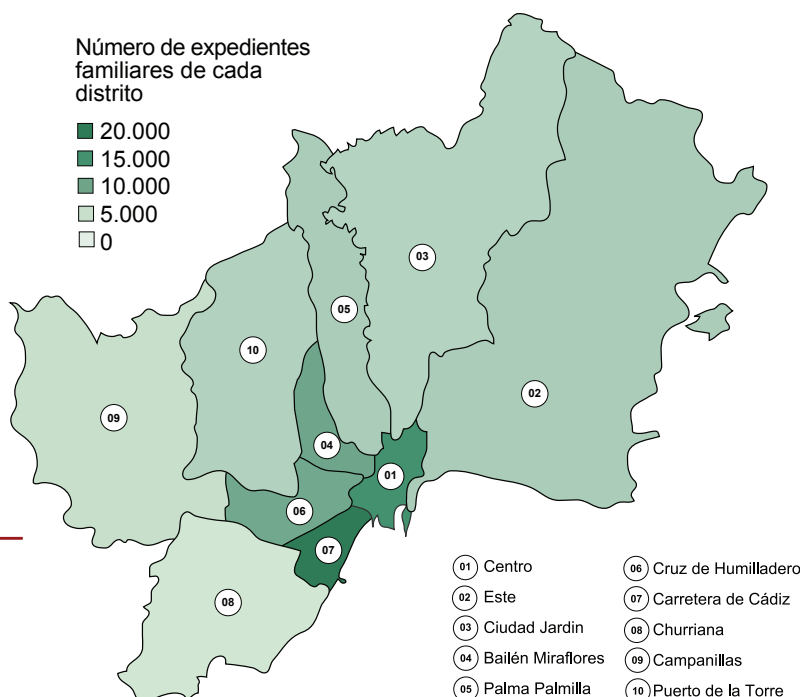 Número de expedientes
familiares de cada
distrito
20.000
15.000
10.000
5.000
0
03
05
10
02
09
04
01
06
07
08
01 Centro
02 Este
03 Ciudad Jardin
04 Bailén Miraflores
05 Palma Palmilla
06 Cruz de Humilladero
07 Carretera de Cádiz
08 Churriana
09 Campanillas
10 Puerto de la Torre